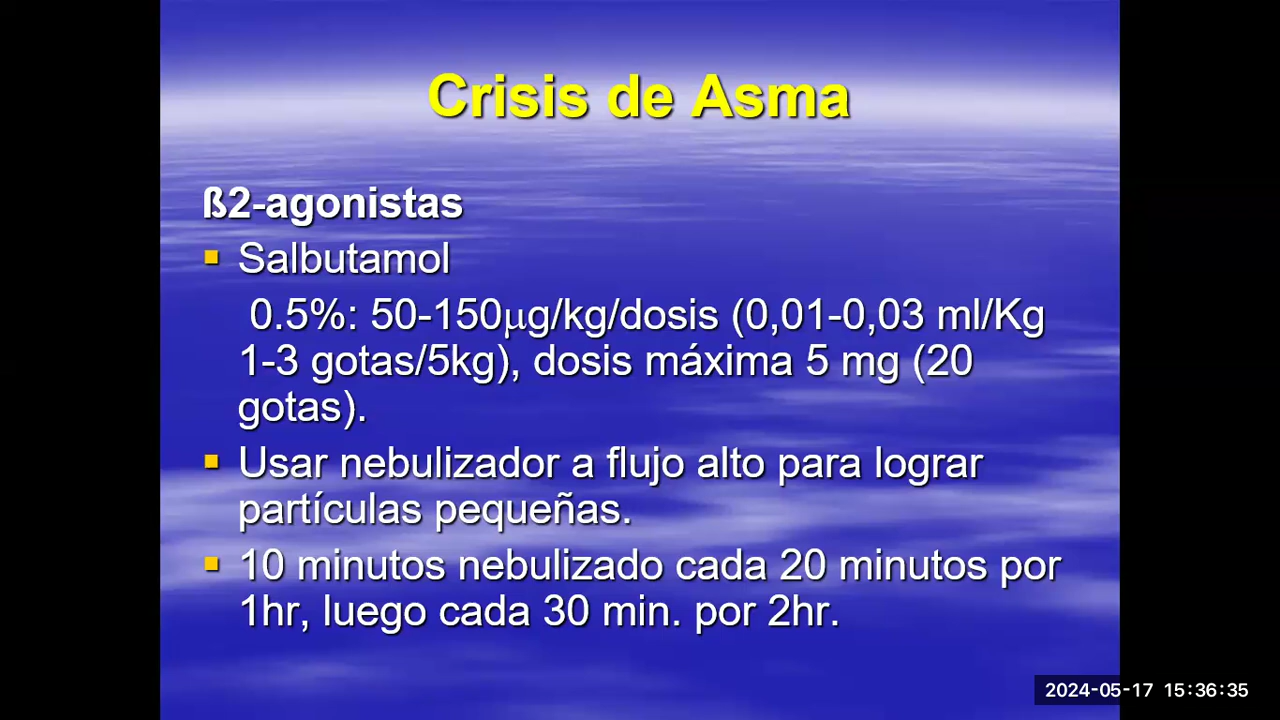 Crisis de Asma
ß2-agonistas
▪ Salbutamol
0.5%: 50-150µg/kg/dosis (0,01-0,03 ml/Kg
1-3 gotas/5kg), dosis máxima 5 mg (20
gotas).
▪ Usar nebulizador a flujo alto para lograr
partículas pequeñas.
▪ 10 minutos nebulizado cada 20 minutos por
1hr, luego cada 30 min. por 2hr.
2024-05-17 15:36:35